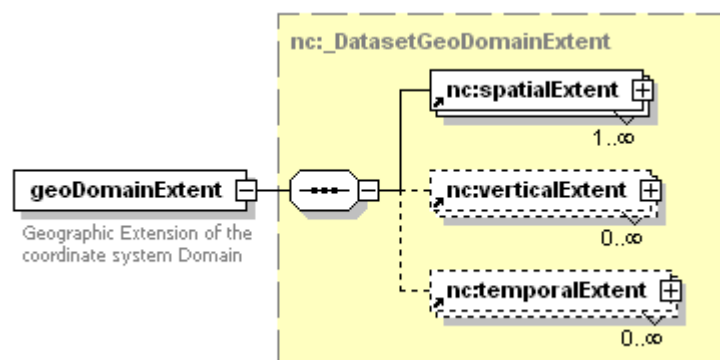 nc:_DatasetGeoDomainExtent
nc:spatialExtent
1..∞
geoDomainExtent
Geographic Extension of the
coordinate system Domain
nc:verticalExtent
0..∞
nc:temporalExtent
0..∞